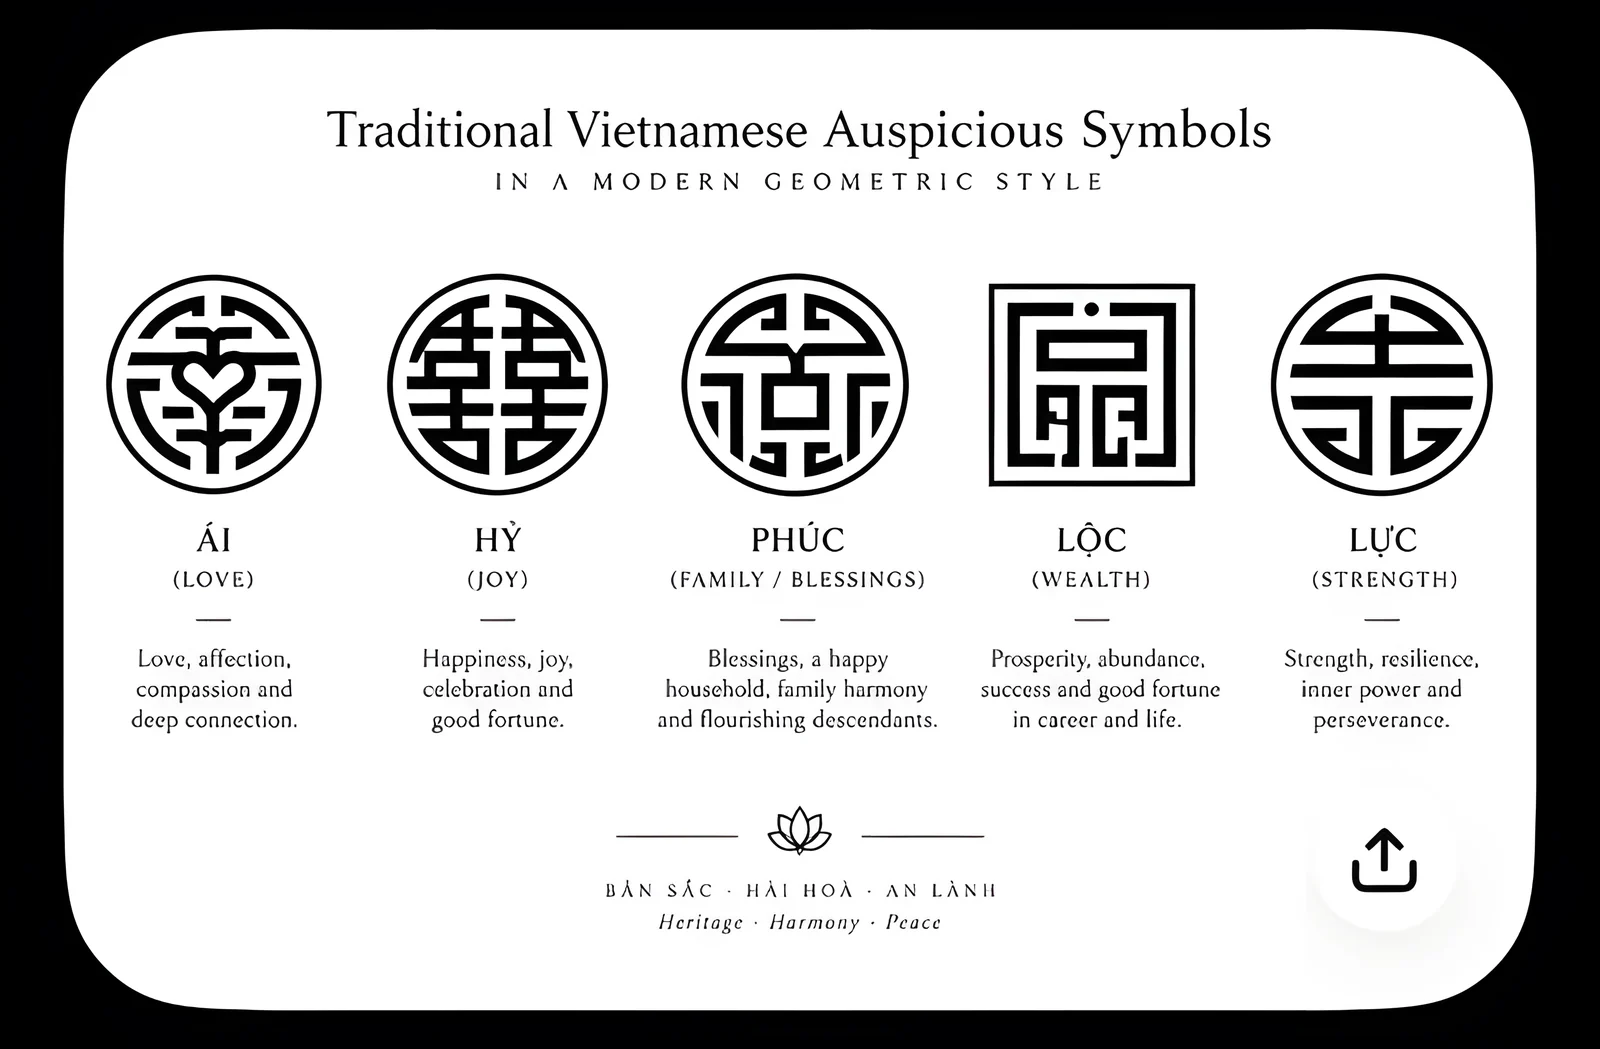 Traditional Vietnamese Auspicious Symbols
IN A MODERN GEOMETRIC STYLE
ÁI
(LOVE)
Love, affection,
compassion and
deep connection.
HỶ
(JOY)
Happiness, joy,
celebration and
good fortune.
PHÚC
(FAMILY / BLESSINGS)
Blessings, a happy
household, family harmony
and flourishing descendants.
LỘC
(WEALTH)
Prosperity, abundance,
success and good fortune
in career and life.
LỰC
(STRENGTH)
Strength, resilience,
inner power and
perseverance.
BẢN SẮC · HÀI HOÀ · AN LÀNH
Heritage · Harmony · Peace